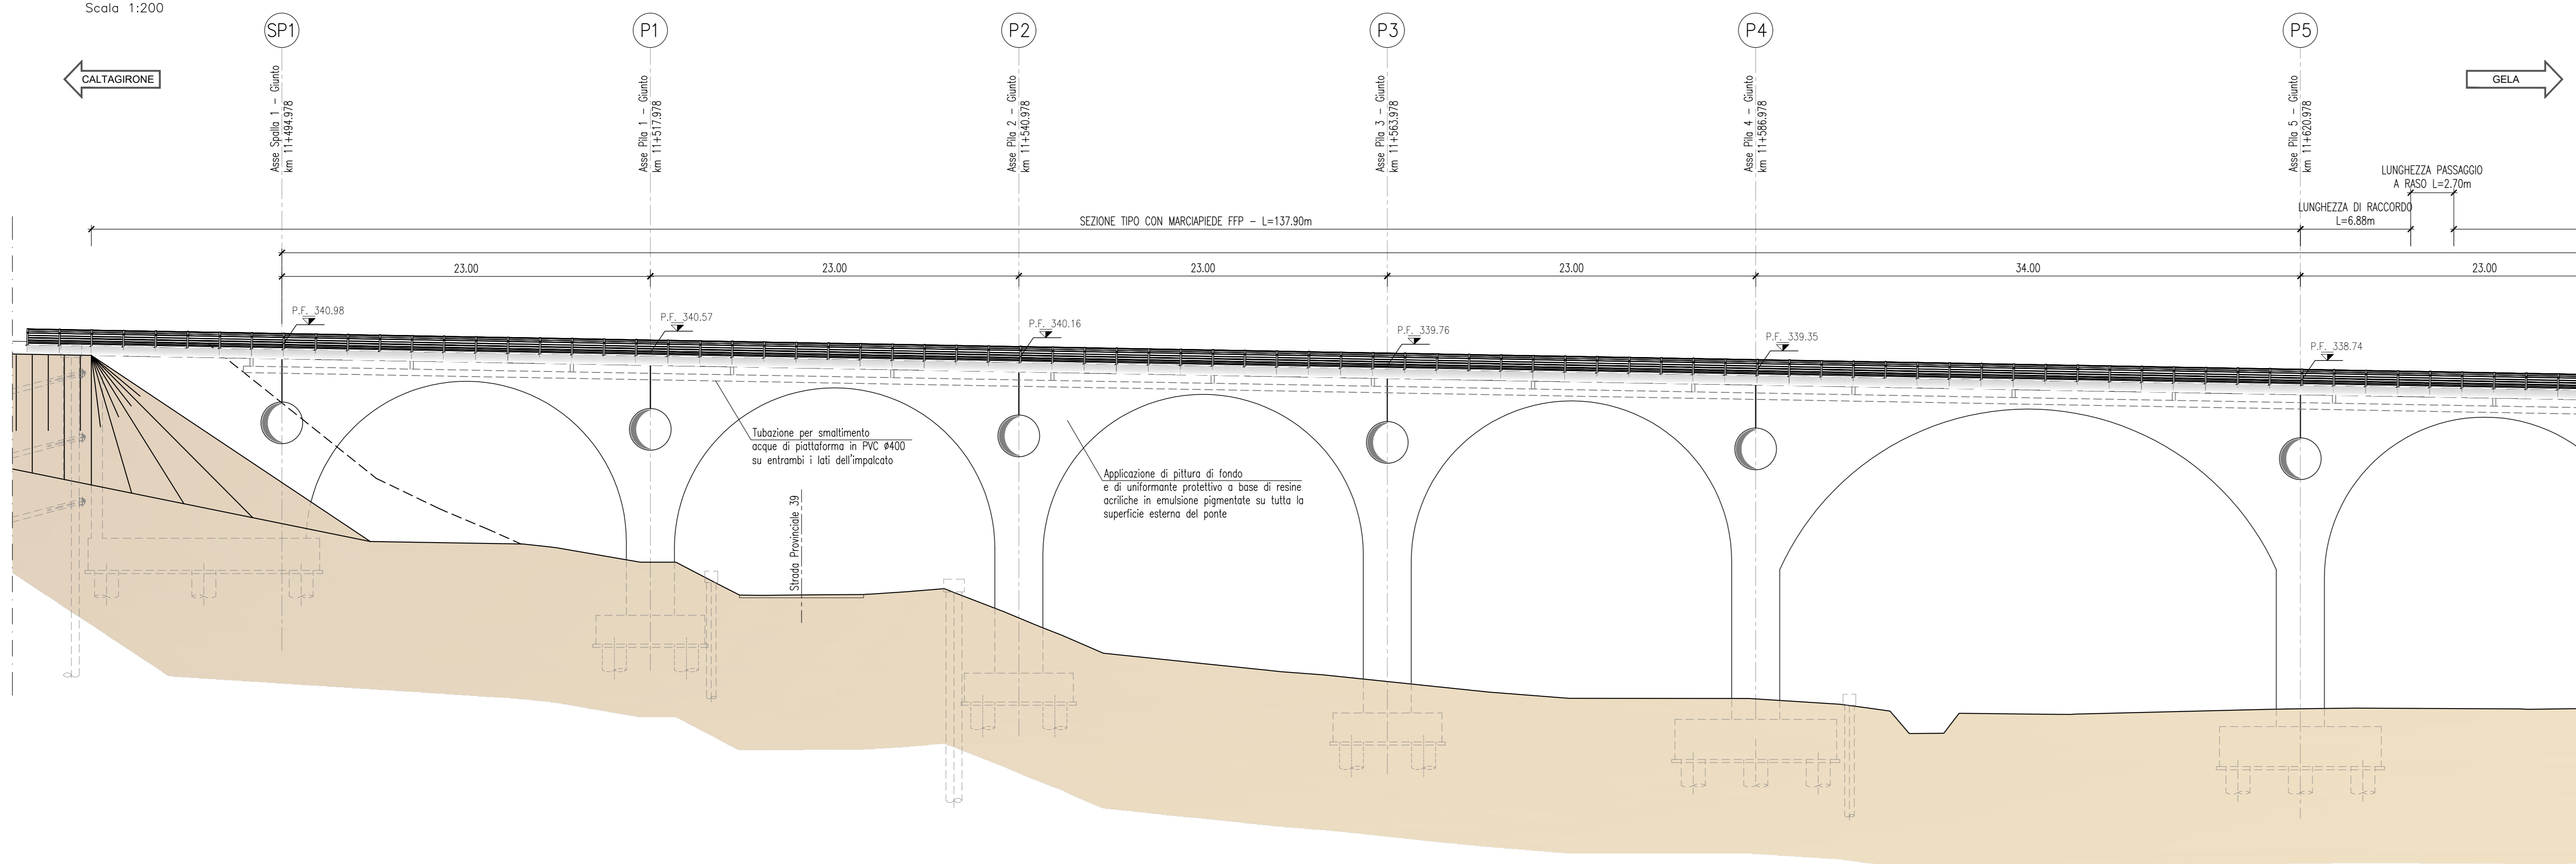 Scala 1:200
SP1
P1
P2
P3
P4
P5
CALTAGIRONE
GELA
Asse Spalla 1 - Giunto
km 11+494.978
Asse Pila 1 - Giunto
km 11+517.978
Asse Pila 2 - Giunto
km 11+540.978
Asse Pila 3 - Giunto
km 11+563.978
Asse Pila 4 - Giunto
km 11+586.978
Asse Pila 5 - Giunto
km 11+620.978
LUNGHEZZA PASSAGGIO
A RASO L=2.70m
SEZIONE TIPO CON MARCIAPIEDE FFP - L=137.90m
LUNGHEZZA DI RACCORDO
L=6.88m
23.00
23.00
23.00
23.00
34.00
23.00
P.F. 340.98
P.F. 340.57
P.F. 340.16
P.F. 339.76
P.F. 339.35
P.F. 338.74
Tubazione per smaltimento
acque di piattaforma in PVC ø400
su entrambi i lati dell'impalcato
Applicazione di pittura di fondo
e di uniformante protettivo a base di resine
acriliche in emulsione pigmentate su tutta la
superficie esterna del ponte
Strada Provinciale 39